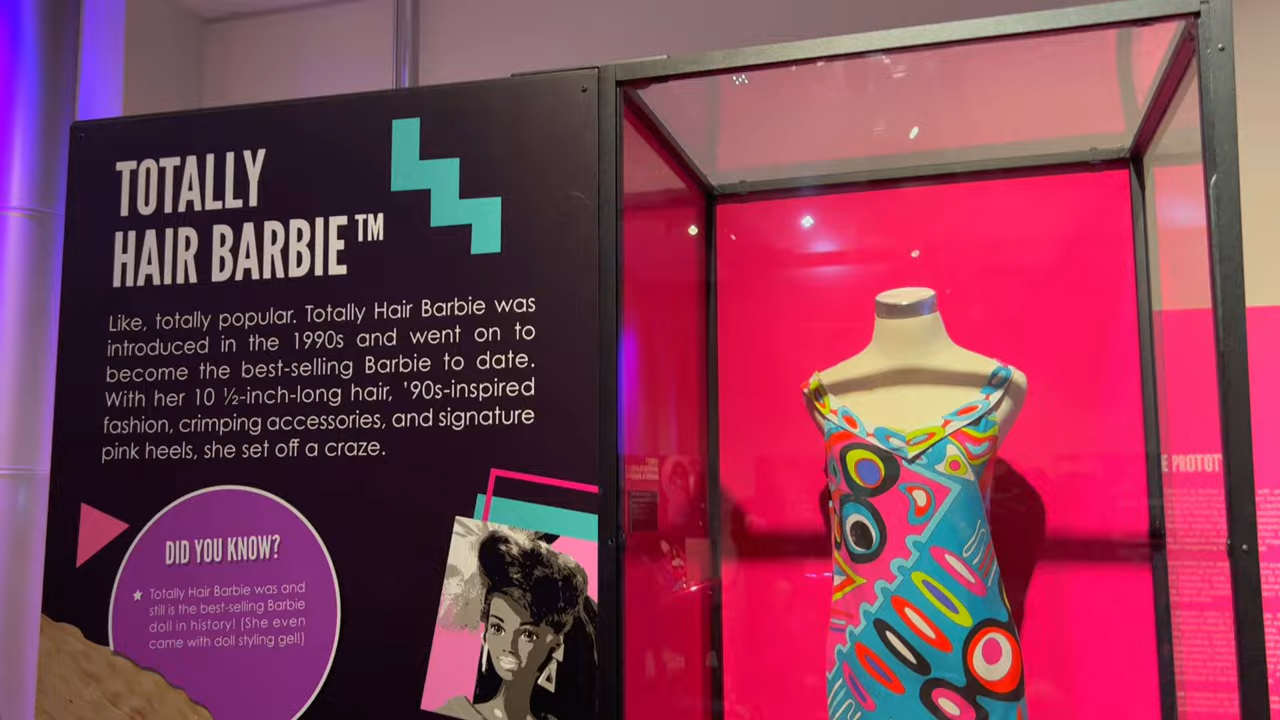 TOTALLY
HAIR BARBIE™
Like, totally popular. Totally Hair Barbie was
introduced in the 1990s and went on to
become the best-selling Barbie to date.
With her 10 ½-inch-long hair, '90s-inspired
fashion, crimping accessories, and signature
pink heels, she set off a craze.
DID YOU KNOW?
Totally Hair Barbie was and
still is the best-selling Barbie
doll in history! (She even
came with doll styling gel!)